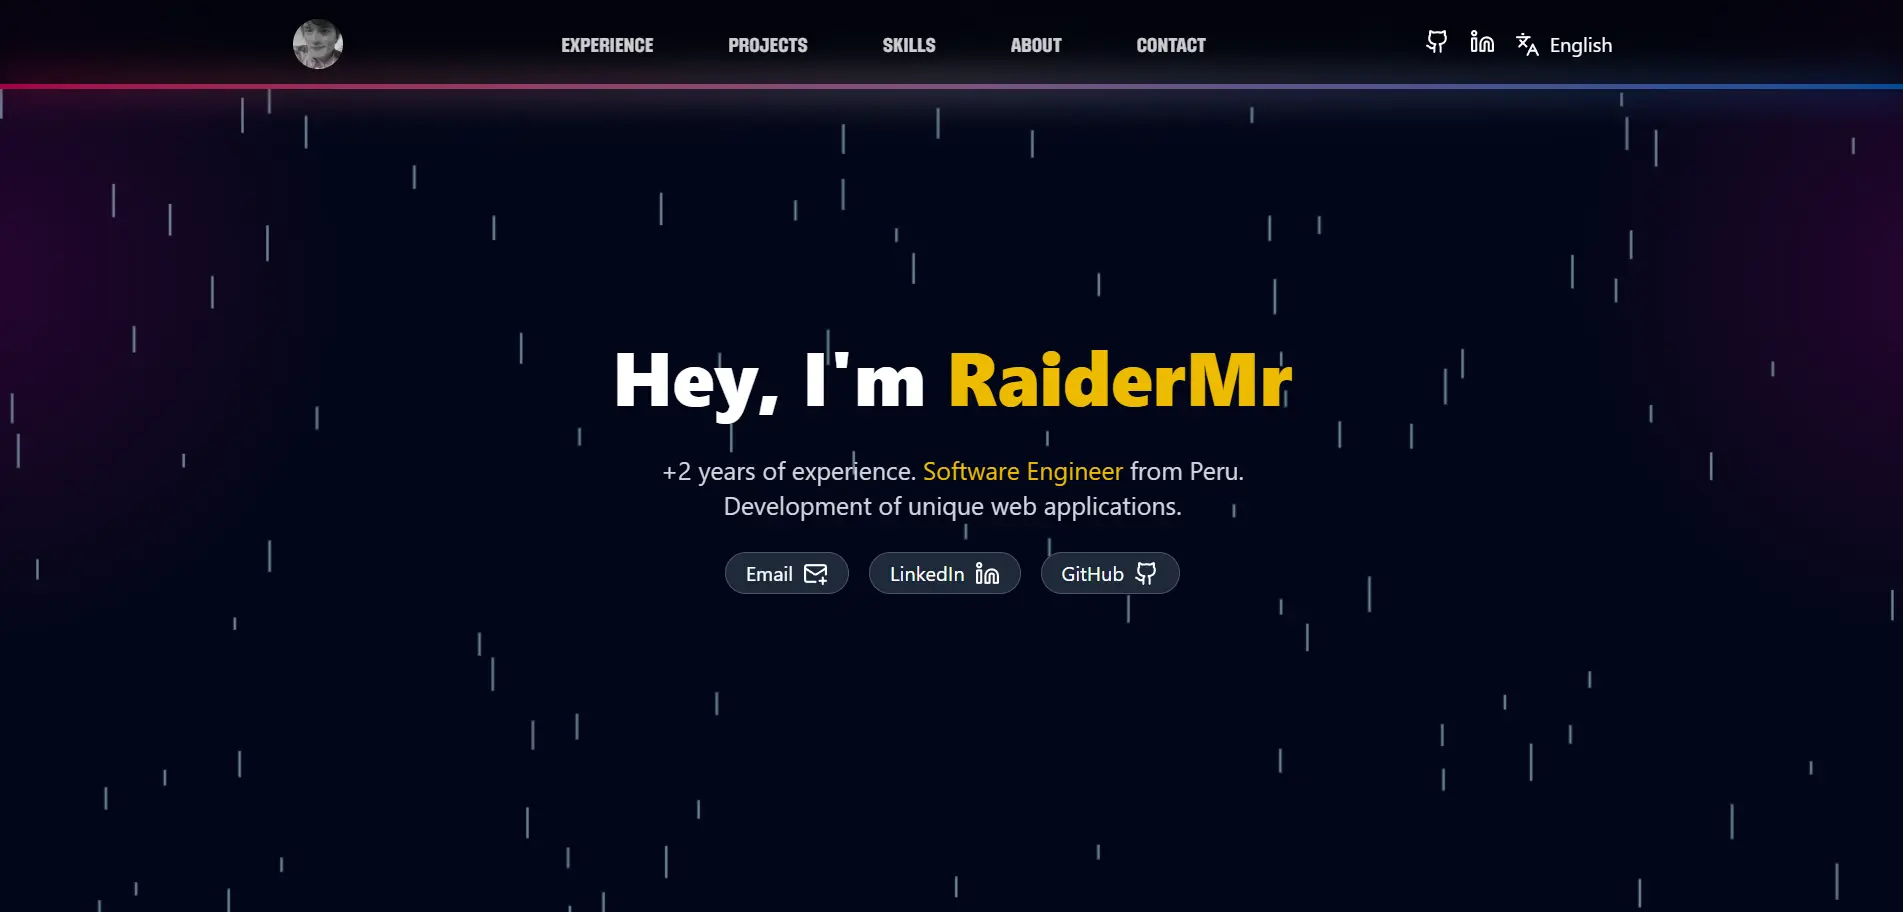 EXPERIENCE PROJECTS SKILLS ABOUT CONTACT English
Hey, I'm RaiderMr
+2 years of experience. Software Engineer from Peru.
Development of unique web applications.
Email LinkedIn GitHub